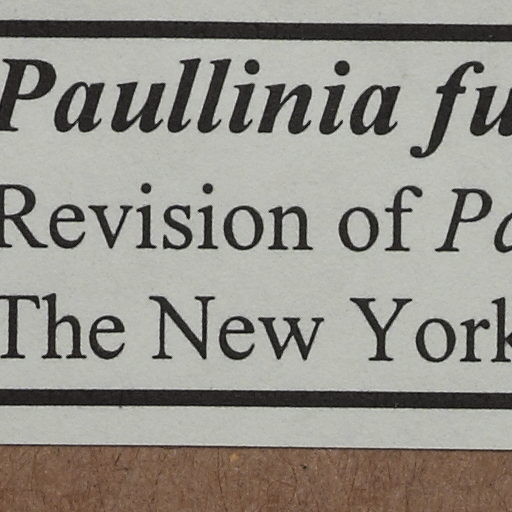 Paullinia fu
Revision of Pa
The New York